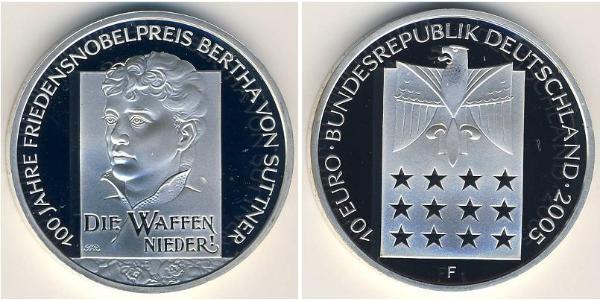 100 JAHRE FRIEDENSNOBELPREIS BERTHA VON SUTTNER
DIE WAFFEN
NIEDER!
10 EURO · BUNDESREPUBLIK DEUTSCHLAND · 2005
F